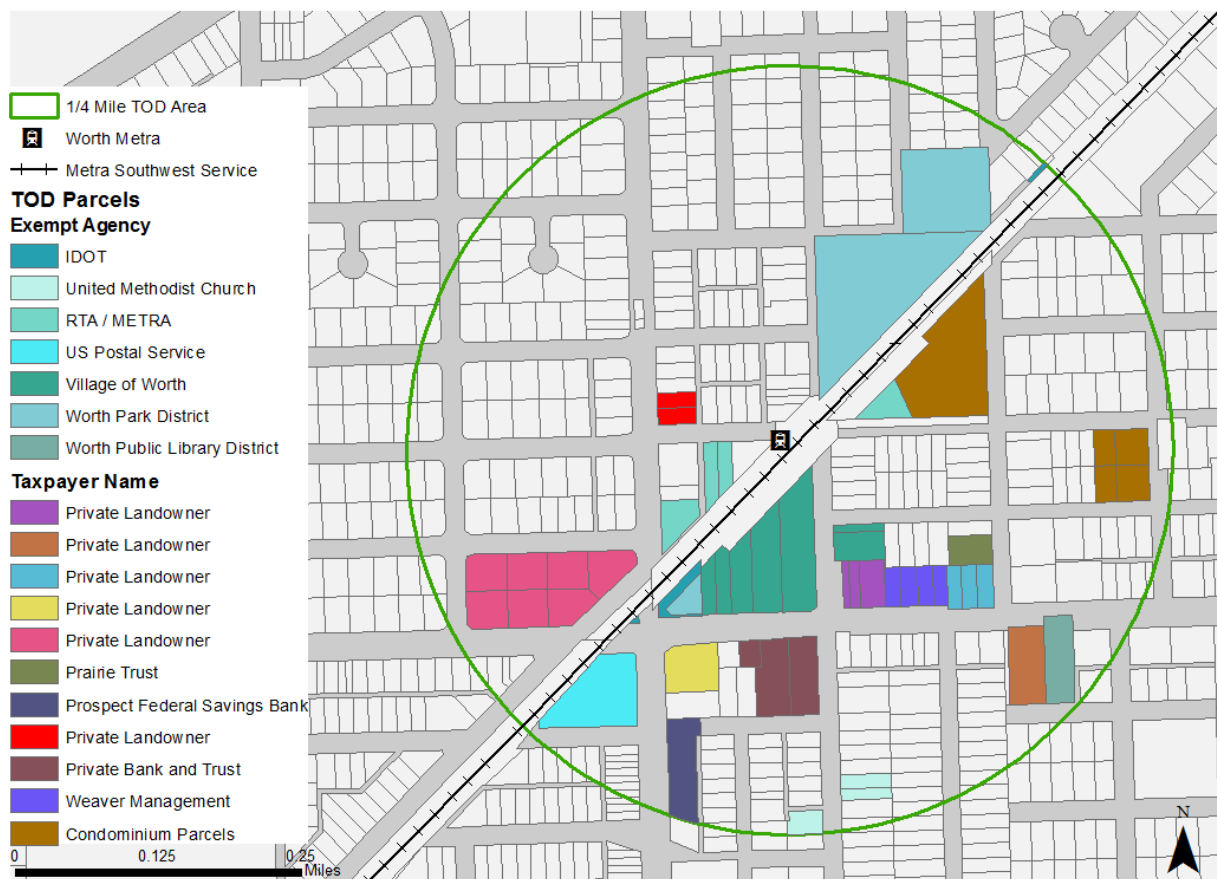 1/4 Mile TOD Area
Worth Metra
Metra Southwest Service
TOD Parcels
Exempt Agency
IDOT
United Methodist Church
RTA / METRA
US Postal Service
Village of Worth
Worth Park District
Worth Public Library District
Taxpayer Name
Private Landowner
Private Landowner
Private Landowner
Private Landowner
Private Landowner
Prairie Trust
Prospect Federal Savings Bank
Private Landowner
Private Bank and Trust
Weaver Management
Condominium Parcels
0 0.125 0.25
Miles
N